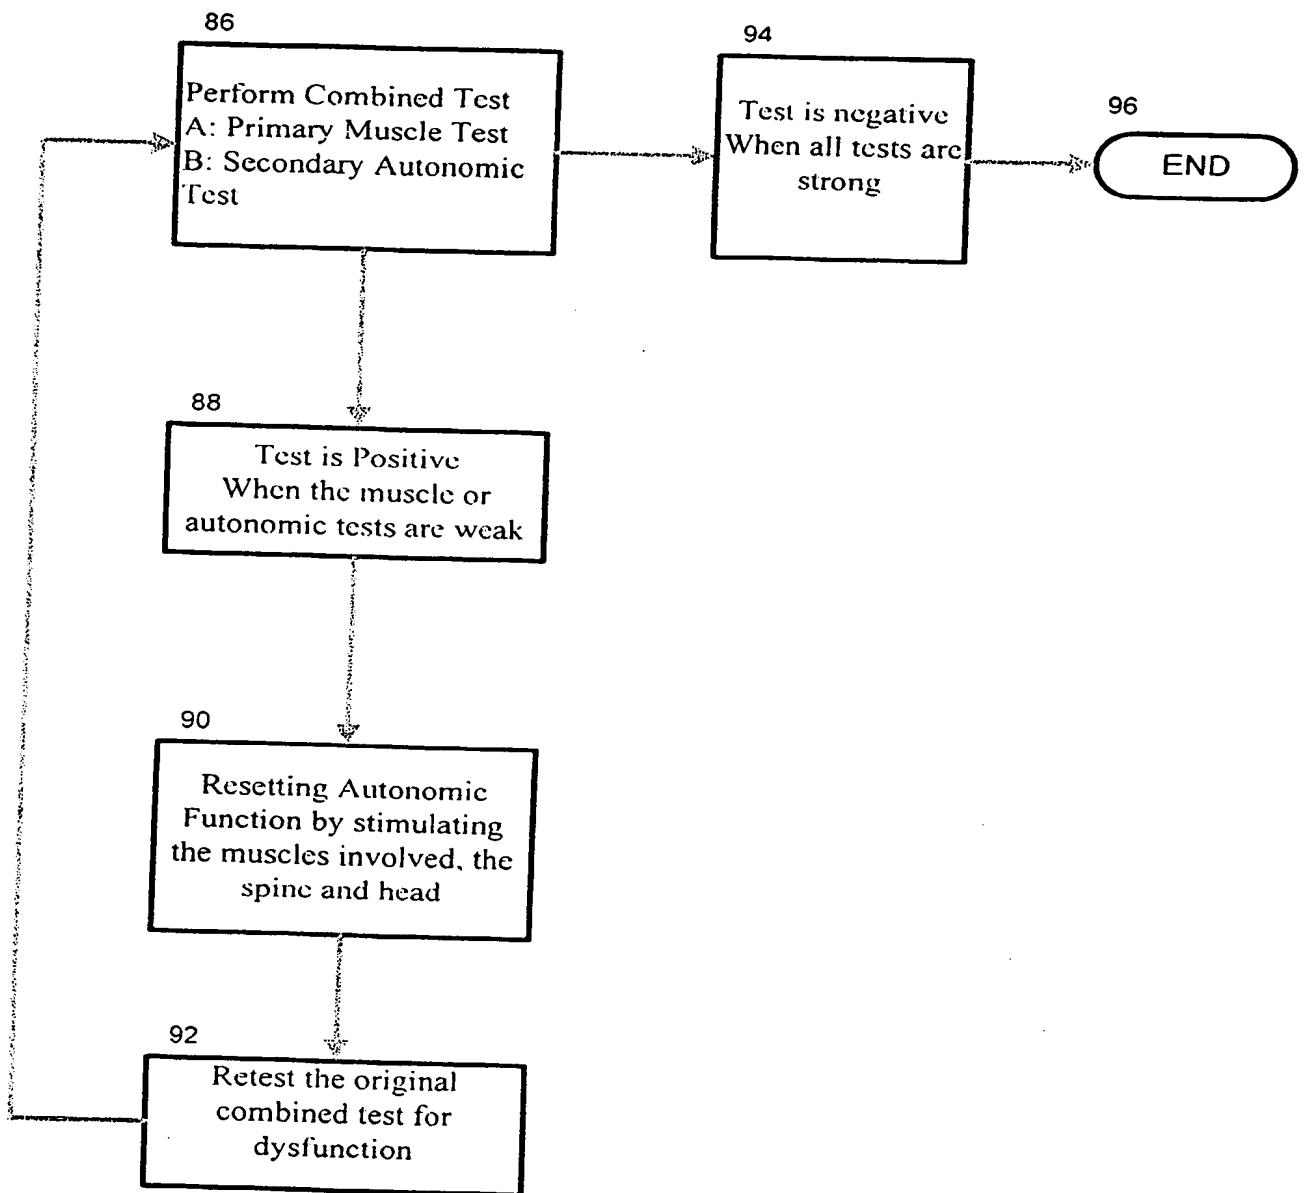 86
Perform Combined Test
A: Primary Muscle Test
B: Secondary Autonomic
Test
94
Test is negative
When all tests are
strong
96
END
88
Test is Positive
When the muscle or
autonomic tests are weak
90
Resetting Autonomic
Function by stimulating
the muscles involved, the
spine and head
92
Retest the original
combined test for
dysfunction